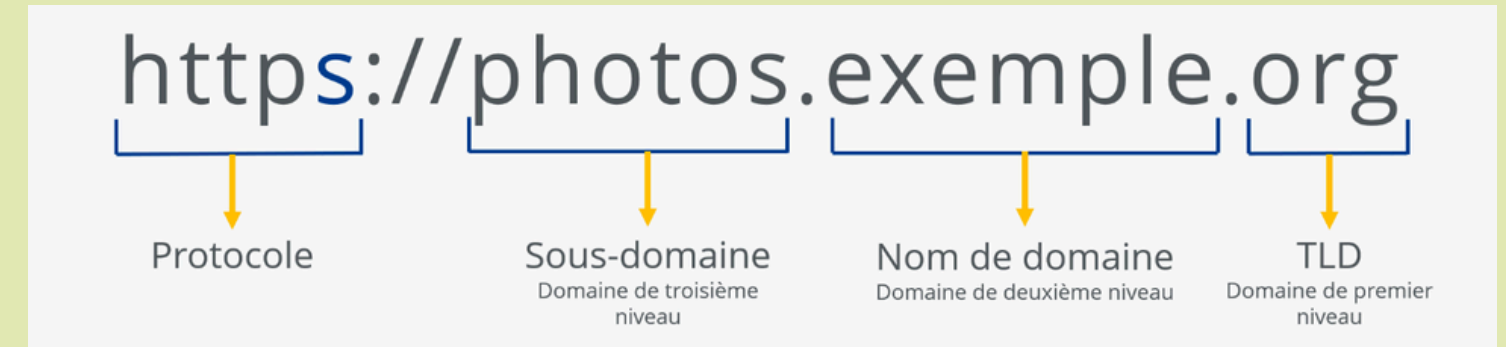 https://photos.exemple.org
Protocole
Sous-domaine
Domaine de troisième
niveau
Nom de domaine
Domaine de deuxième niveau
TLD
Domaine de premier
niveau